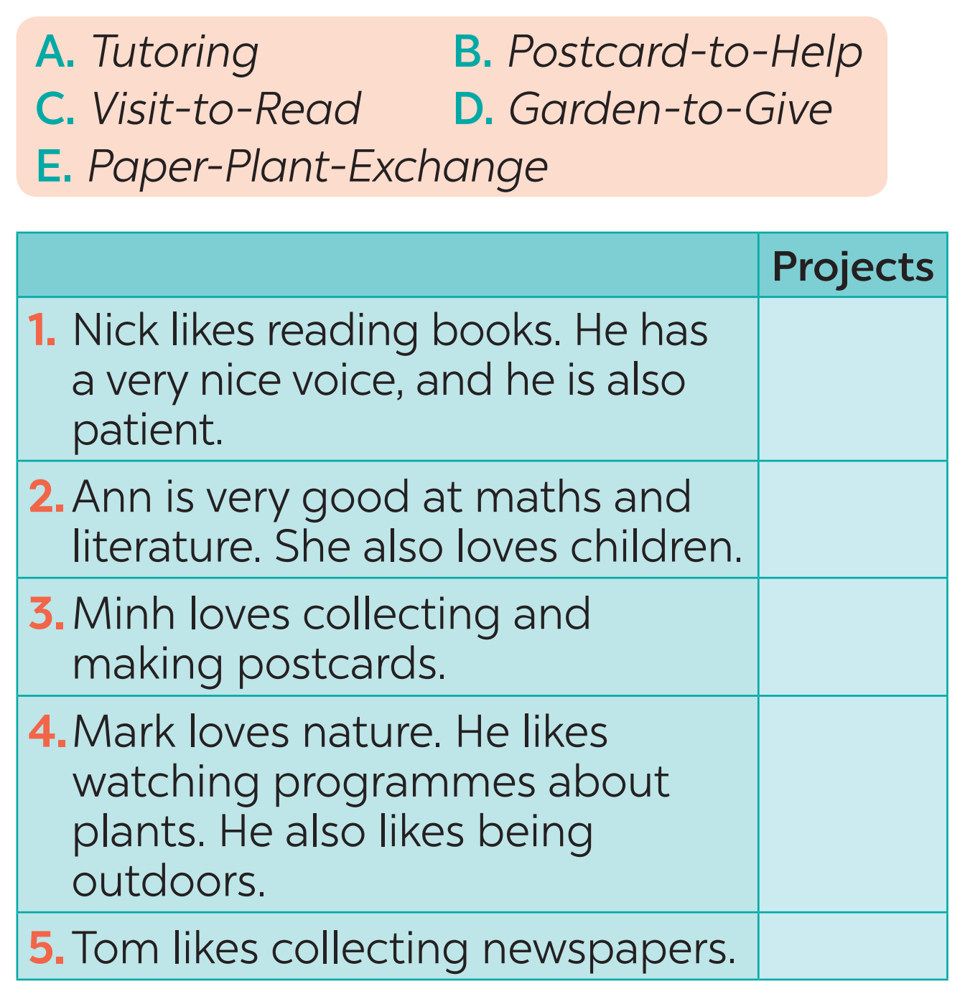 A. Tutoring B. Postcard-to-Help
C. Visit-to-Read D. Garden-to-Give
E. Paper-Plant-Exchange
Projects
1. Nick likes reading books. He has
a very nice voice, and he is also
patient.
2. Ann is very good at maths and
literature. She also loves children.
3. Minh loves collecting and
making postcards.
4. Mark loves nature. He likes
watching programmes about
plants. He also likes being
outdoors.
5. Tom likes collecting newspapers.